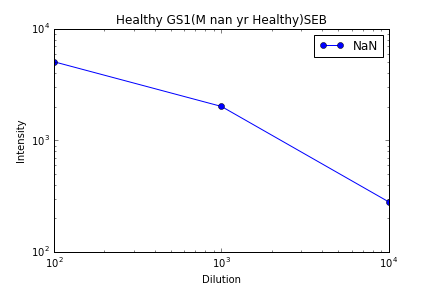 Healthy GS1(M nan yr Healthy)SEB
10^4
NaN
10^3
Intensity
10^2
10^2 10^3 10^4
Dilution